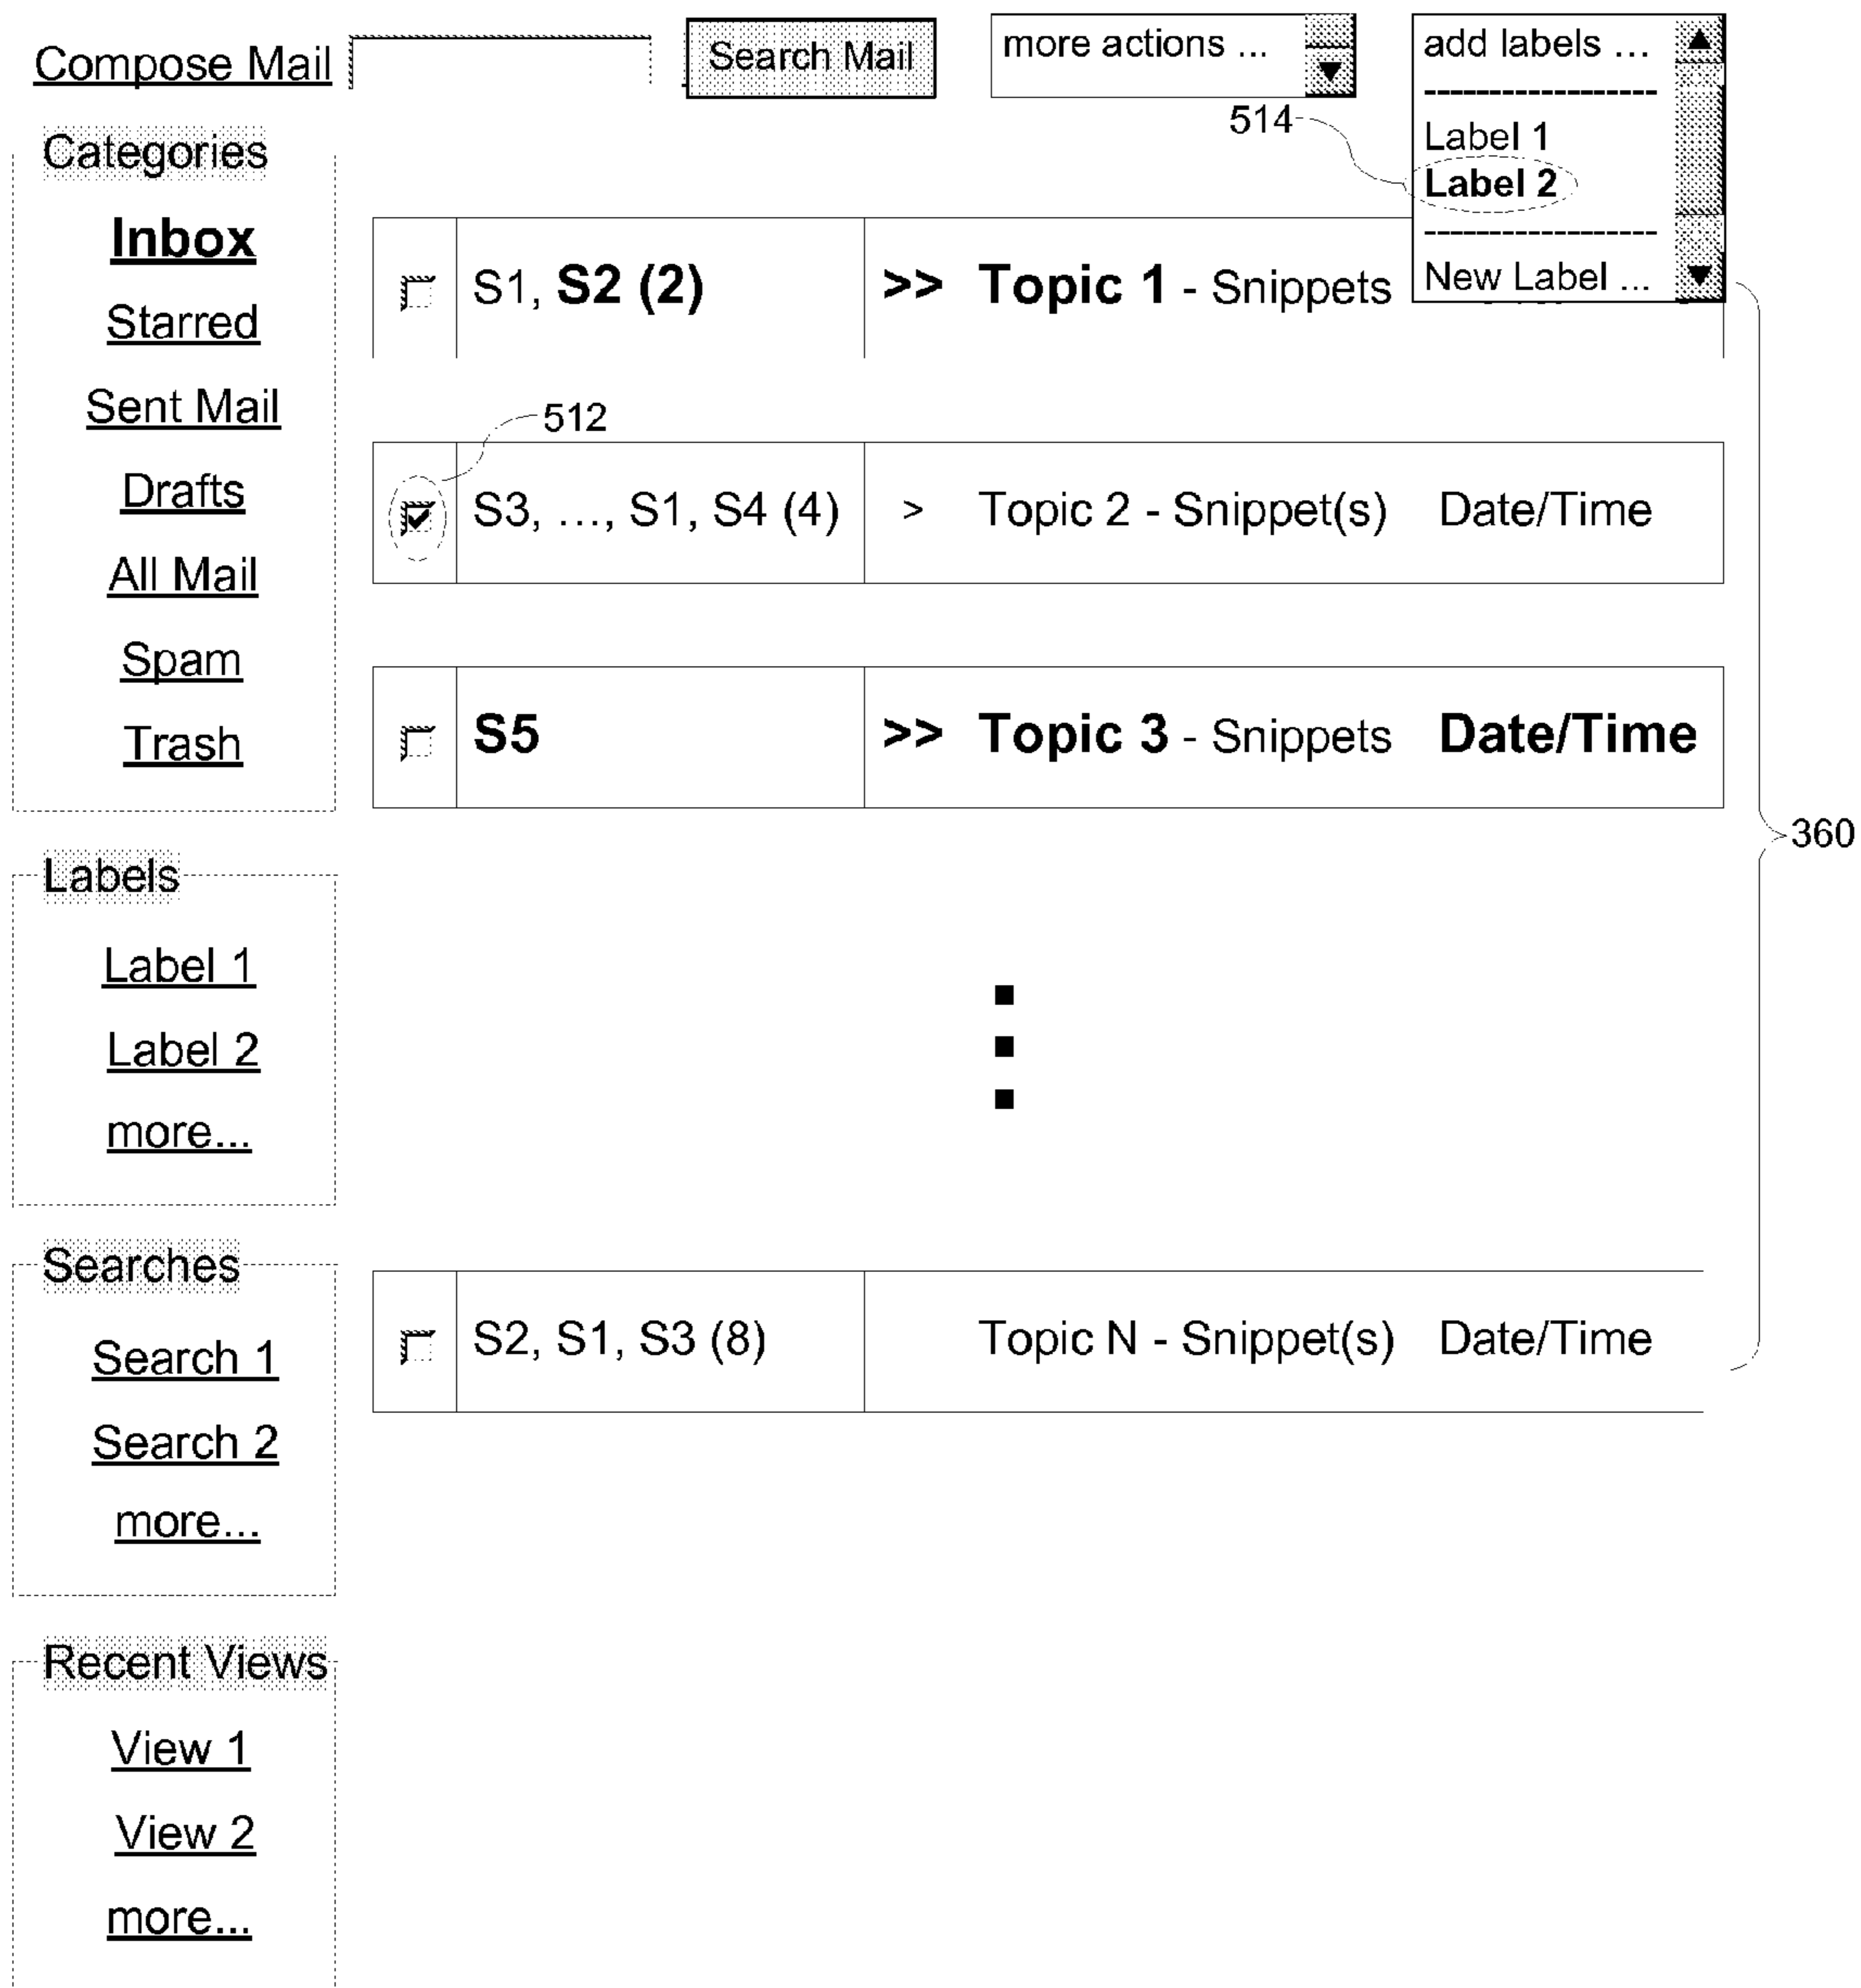 Compose Mail
Search Mail
more actions ...
add labels ...
------------------
Label 1
Label 2
------------------
New Label ...
514
Categories
Inbox
Starred
Sent Mail
Drafts
All Mail
Spam
Trash
Labels
Label 1
Label 2
more...
Searches
Search 1
Search 2
more...
Recent Views
View 1
View 2
more...
S1, S2 (2) >> Topic 1 - Snippets
512
S3, ..., S1, S4 (4) > Topic 2 - Snippet(s) Date/Time
S5 >> Topic 3 - Snippets Date/Time
360
S2, S1, S3 (8) Topic N - Snippet(s) Date/Time